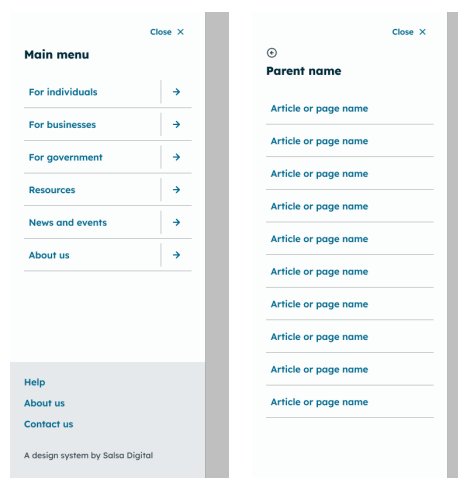 Close ×
Main menu
For individuals
For businesses
For government
Resources
News and events
About us
Help
About us
Contact us
A design system by Salsa Digital
Close ×
Parent name
Article or page name
Article or page name
Article or page name
Article or page name
Article or page name
Article or page name
Article or page name
Article or page name
Article or page name
Article or page name